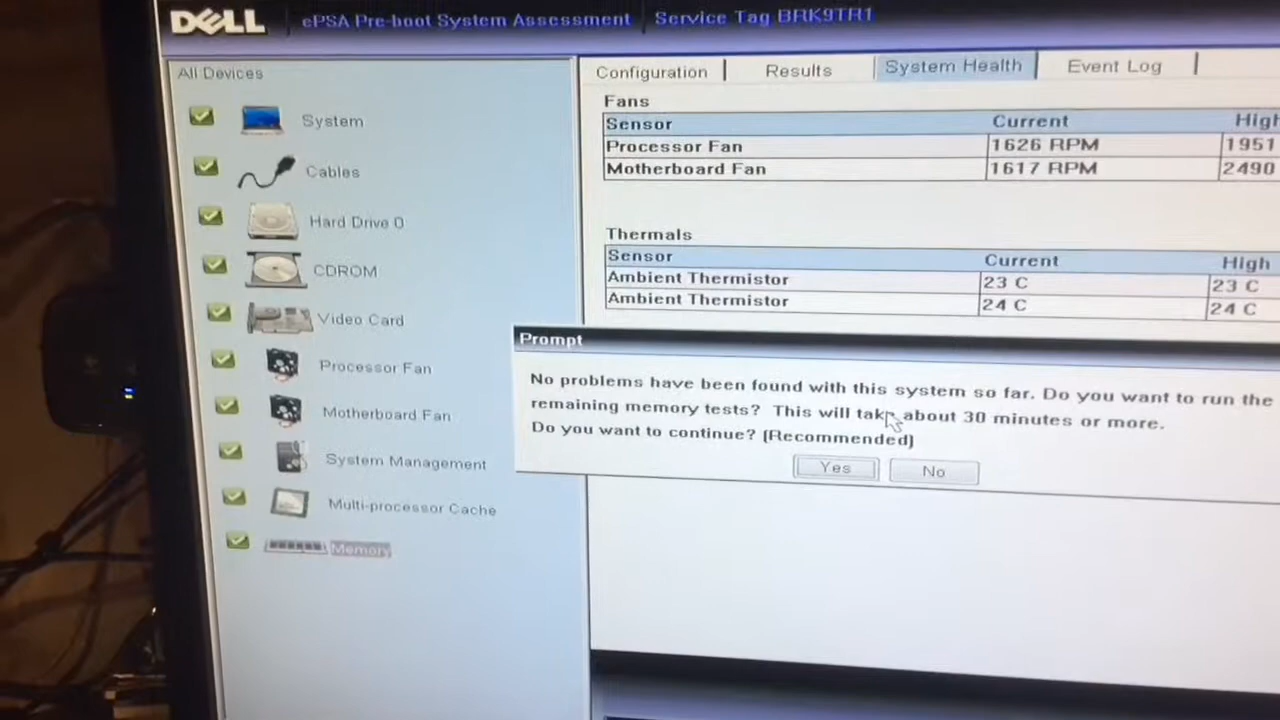 DELL
ePSA Pre-boot System Assessment
Service Tag BRK9TR1
All Devices
System
Cables
Hard Drive 0
CDROM
Video Card
Processor Fan
Motherboard Fan
System Management
Multi-processor Cache
Memory
Configuration
Results
System Health
Event Log
Fans
Sensor Current High
Processor Fan 1626 RPM 1951
Motherboard Fan 1617 RPM 2490
Thermals
Sensor Current High
Ambient Thermistor 23 C 23 C
Ambient Thermistor 24 C 24 C
Prompt
No problems have been found with this system so far. Do you want to run the
remaining memory tests? This will take about 30 minutes or more.
Do you want to continue? (Recommended)
Yes
No